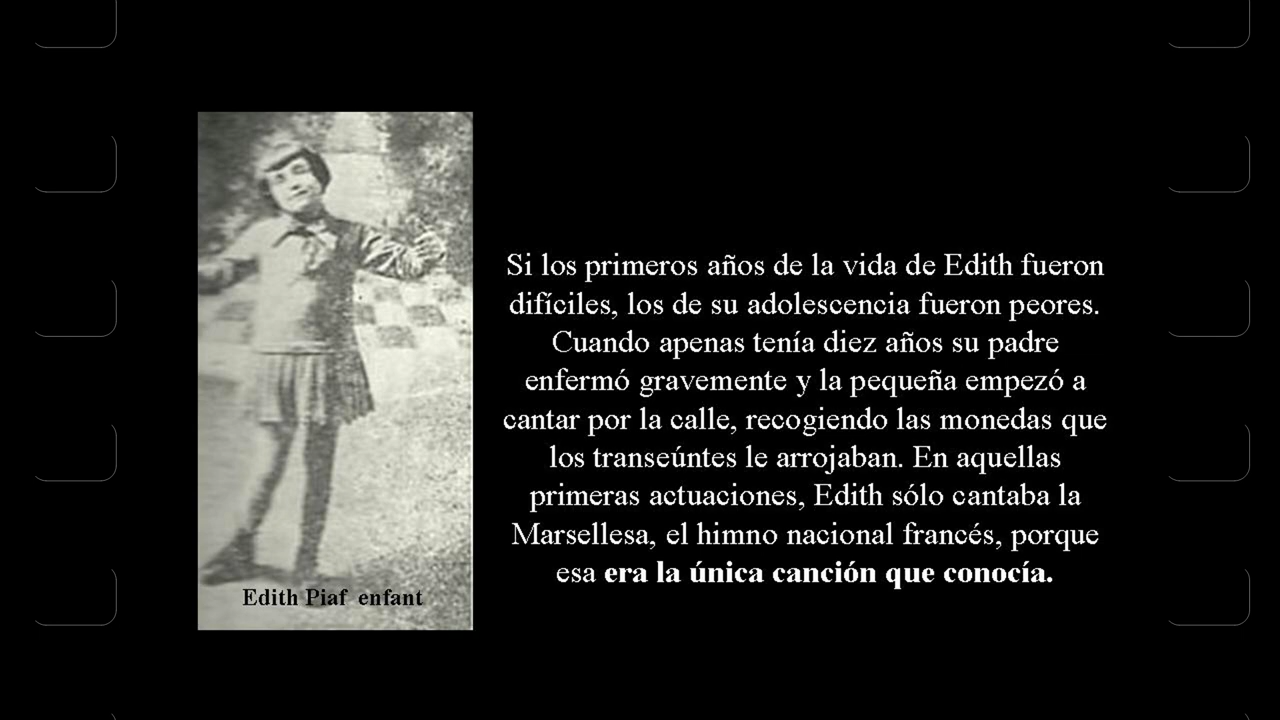 Si los primeros años de la vida de Edith fueron
difíciles, los de su adolescencia fueron peores.
Cuando apenas tenía diez años su padre
enfermó gravemente y la pequeña empezó a
cantar por la calle, recogiendo las monedas que
los transeúntes le arrojaban. En aquellas
primeras actuaciones, Edith sólo cantaba la
Marsellesa, el himno nacional francés, porque
esa era la única canción que conocía.
Edith Piaf enfant